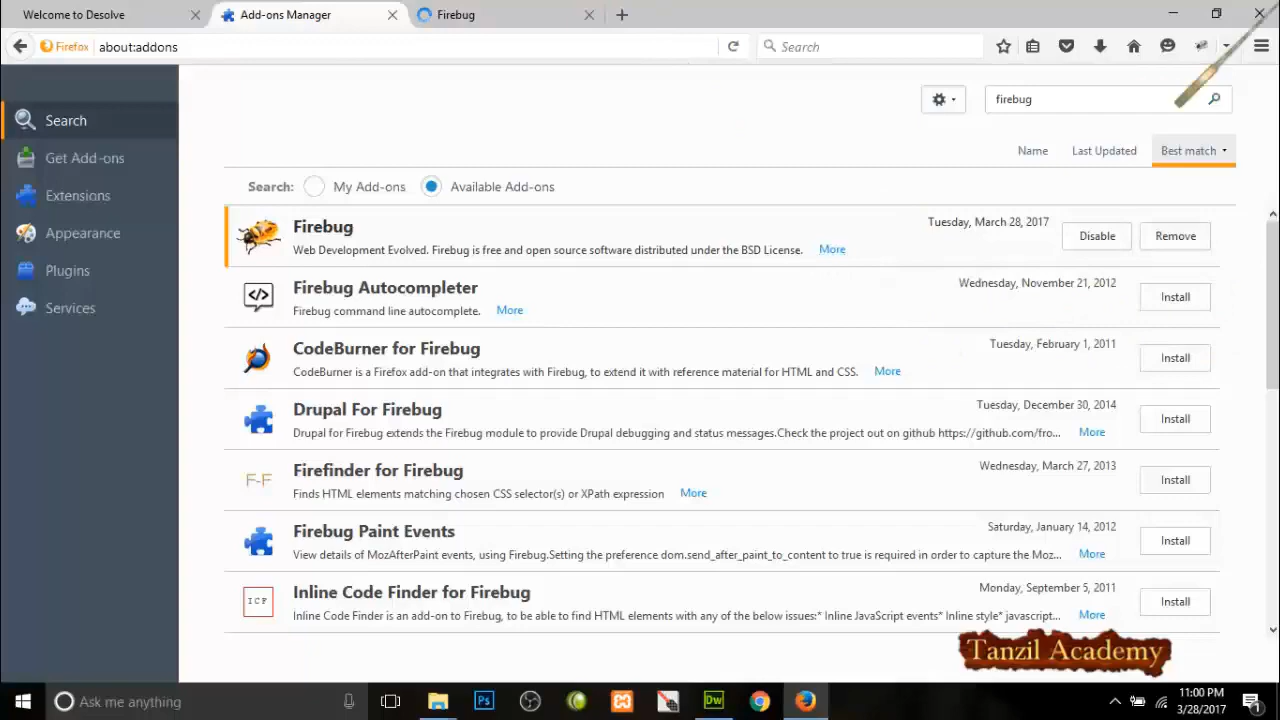 Welcome to Desolve
Add-ons Manager
Firebug
Firefox about:addons
Search
firebug
Search
Get Add-ons
Extensions
Appearance
Plugins
Services
Name Last Updated Best match
Search: My Add-ons Available Add-ons
Firebug
Tuesday, March 28, 2017
Disable Remove
Web Development Evolved. Firebug is free and open source software distributed under the BSD License. More
Firebug Autocompleter
Wednesday, November 21, 2012
Install
Firebug command line autocomplete. More
CodeBurner for Firebug
Tuesday, February 1, 2011
Install
CodeBurner is a Firefox add-on that integrates with Firebug, to extend it with reference material for HTML and CSS. More
Drupal For Firebug
Tuesday, December 30, 2014
Install
Drupal for Firebug extends the Firebug module to provide Drupal debugging and status messages.Check the project out on github https://github.com/fro... More
Firefinder for Firebug
Wednesday, March 27, 2013
Install
F-F
Finds HTML elements matching chosen CSS selector(s) or XPath expression More
Firebug Paint Events
Saturday, January 14, 2012
Install
View details of MozAfterPaint events, using Firebug.Setting the preference dom.send_after_paint_to_content to true is required in order to capture the Moz... More
Inline Code Finder for Firebug
Monday, September 5, 2011
Install
ICF
Inline Code Finder is an add-on to Firebug, to be able to find HTML elements with any of the below issues:* Inline JavaScript events* Inline style* javascript... More
Tanzil Academy
Ask me anything
Ps
Dw
11:00 PM
3/28/2017
1